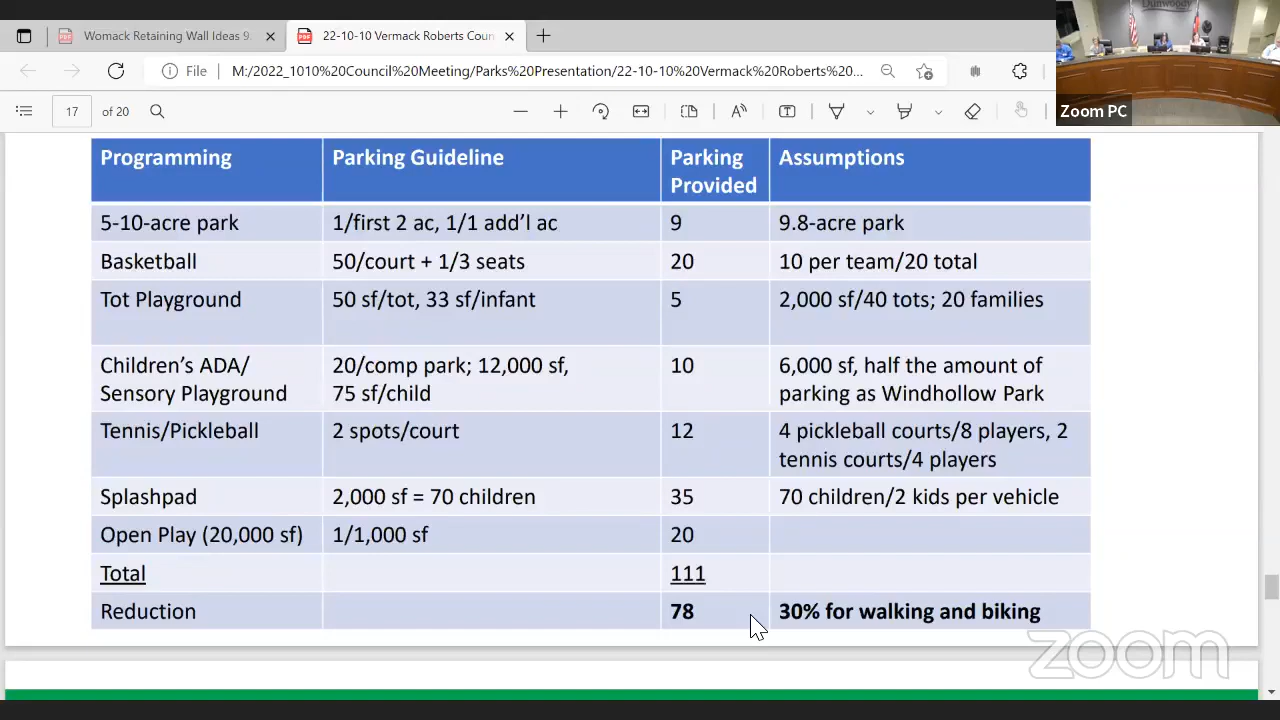 Womack Retaining Wall Ideas 9.
22-10-10 Vermack Roberts Coun
Dunwoody
File
M:/2022_1010%20Council%20Meeting/Parks%20Presentation/22-10-10%20Vermack%20Roberts%20...
Zoom PC
17 of 20
Programming Parking Guideline Parking Provided Assumptions
5-10-acre park 1/first 2 ac, 1/1 add’l ac 9 9.8-acre park
Basketball 50/court + 1/3 seats 20 10 per team/20 total
Tot Playground 50 sf/tot, 33 sf/infant 5 2,000 sf/40 tots; 20 families
Children’s ADA/ 20/comp park; 12,000 sf, 10 6,000 sf, half the amount of
Sensory Playground 75 sf/child parking as Windhollow Park
Tennis/Pickleball 2 spots/court 12 4 pickleball courts/8 players, 2
tennis courts/4 players
Splashpad 2,000 sf = 70 children 35 70 children/2 kids per vehicle
Open Play (20,000 sf) 1/1,000 sf 20
Total 111
Reduction 78 30% for walking and biking
zoom